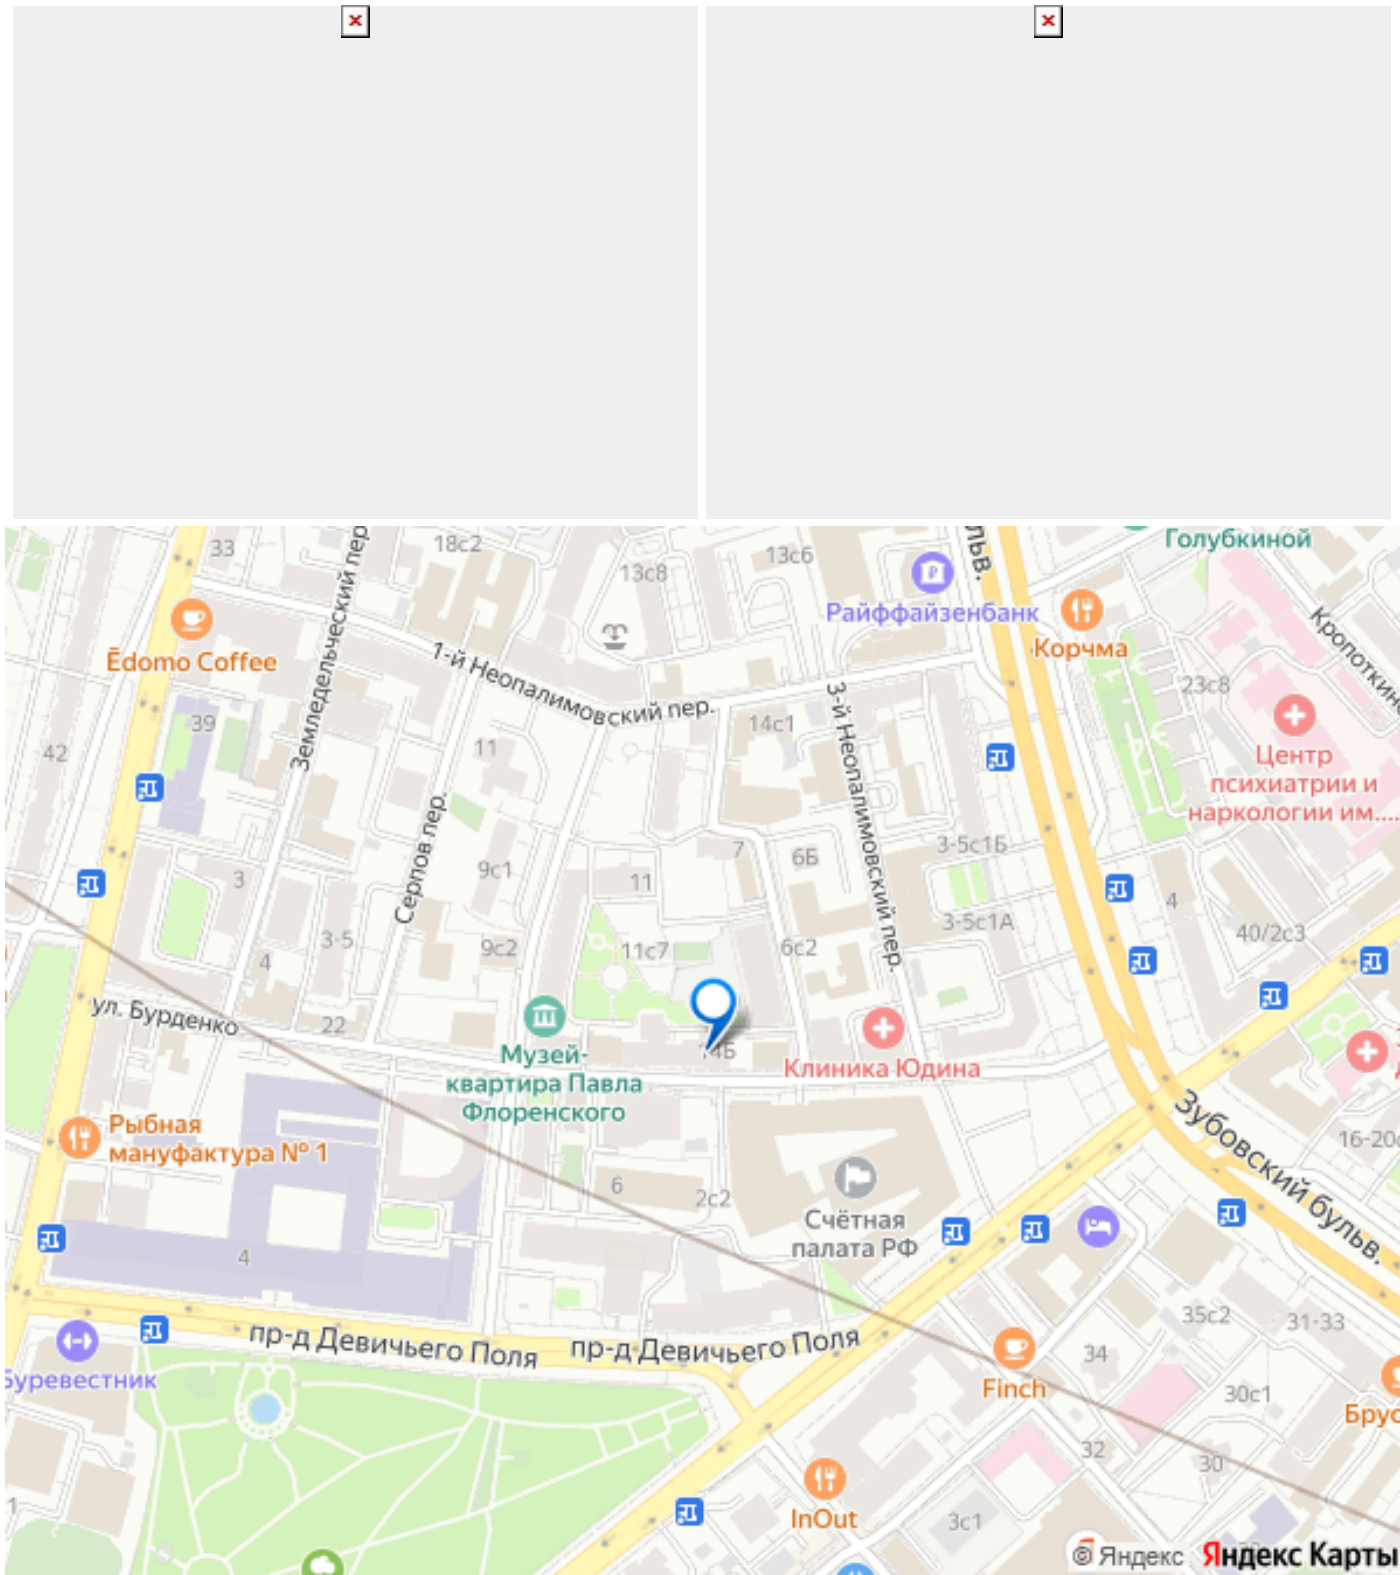 33
18с2
13с8
13с6
льв.
Голубкиной
Райффайзенбанк
Корчма
Ēdomo Coffee
Земледельческий пер.
1-й Неопалимовский пер.
23с8
39
42
11
14с1
3-й Неопалимовский пер.
Центр
психиатрии и
наркологии им....
Серпов пер.
3
9с1
11
7
6Б
3-5с1Б
4
3-5
9с2
11с7
6с2
3-5с1А
40/2с3
4
ул. Бурденко
22
Музей-
квартира Павла
Флоренского
14Б
Клиника Юдина
Рыбная
мануфактура № 1
Зубовский бульв.
6
2с2
Счётная
палата РФ
4
пр-д Девичьего Поля
пр-д Девичьего Поля
35с2
31-33
Буревестник
34
Finch
30с1
32
30
InOut
3с1
© Яндекс
Яндекс Карты